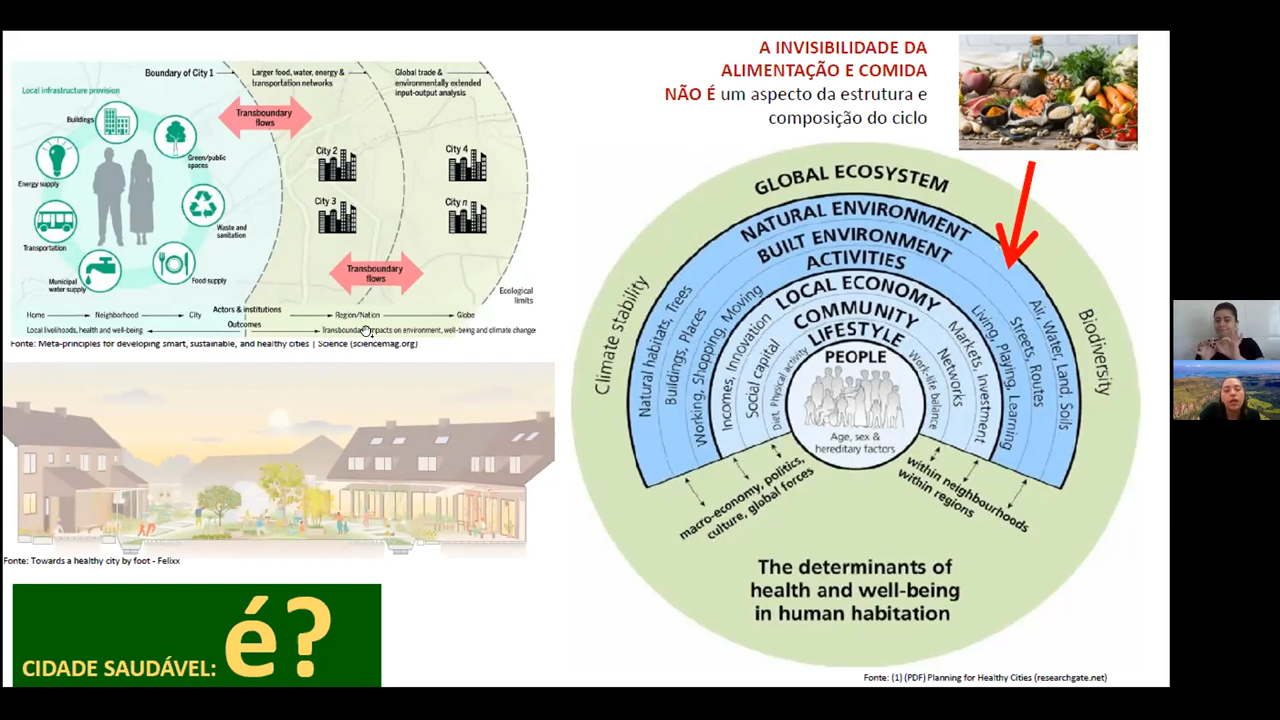 Boundary of City 1
Larger food, water, energy &
transportation networks
Global trade &
environmentally extended
input-output analysis
Local infrastructure provision
Transboundary
flows
Buildings
Green/public
spaces
Energy supply
Waste and
sanitation
Transportation
Municipal
water supply
Food supply
City 2
City 3
City 4
City n
Transboundary
flows
Ecological
limits
Actors & institutions
Home
Neighborhood
City
Region/Nation
Globe
Outcomes
Local livelihoods, health and well-being
impacts on environment, well-being and climate change
Fonte: Meta-principles for developing smart, sustainable, and healthy cities | Science (sciencemag.org)
Fonte: Towards a healthy city by foot - Felixx
CIDADE SAUDÁVEL: é?
A INVISIBILIDADE DA
ALIMENTAÇÃO E COMIDA
NÃO É um aspecto da estrutura e
composição do ciclo
GLOBAL ECOSYSTEM
NATURAL ENVIRONMENT
BUILT ENVIRONMENT
ACTIVITIES
LOCAL ECONOMY
COMMUNITY
LIFESTYLE
PEOPLE
Climate stability
Natural habitats, Trees
Buildings, Places
Working, Shopping, Moving
Incomes, Innovation
Social capital
Diet, Physical activity
Work-life balance
Networks
Markets, Investment
Living, Playing, Learning
Streets, Routes
Air, Water, Land, Soils
Biodiversity
Age, sex &
hereditary factors
macro-economy, politics,
culture, global forces
within neighbourhoods
within regions
The determinants of
health and well-being
in human habitation
Fonte: (1) (PDF) Planning for Healthy Cities (researchgate.net)